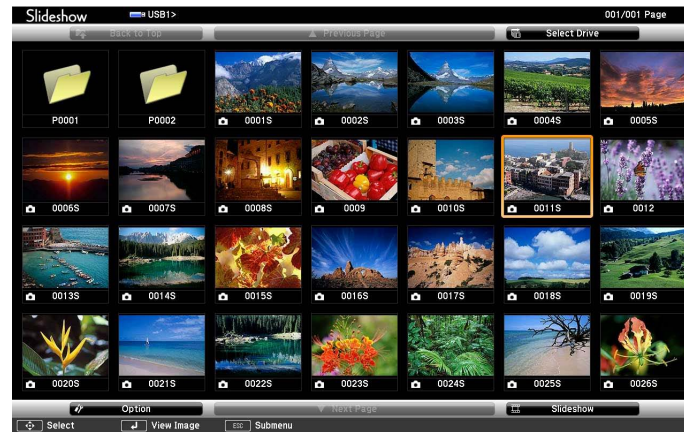 Slideshow USB1> 001/001 Page
Back to Top Previous Page Select Drive
P0001 P0002 0001S 0002S 0003S 0004S 0005S
0006S 0007S 0008S 0009 0010S 0011S 0012
0013S 0014S 0015S 0016S 0017S 0018S 0019S
0020S 0021S 0022S 0023S 0024S 0025S 0026S
Option Next Page Slideshow
Select View Image ESC Submenu